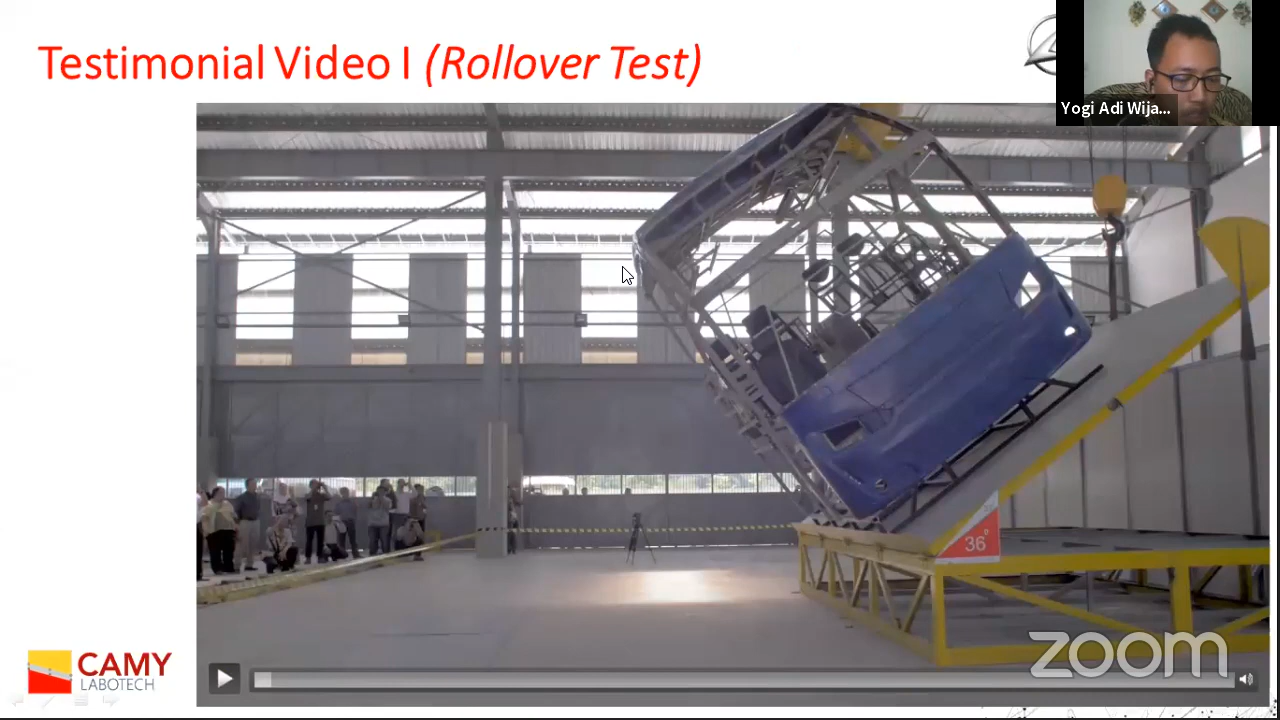 Testimonial Video I (Rollover Test)
Yogi Adi Wija...
36°
CAMY
LABOTECH
zoom